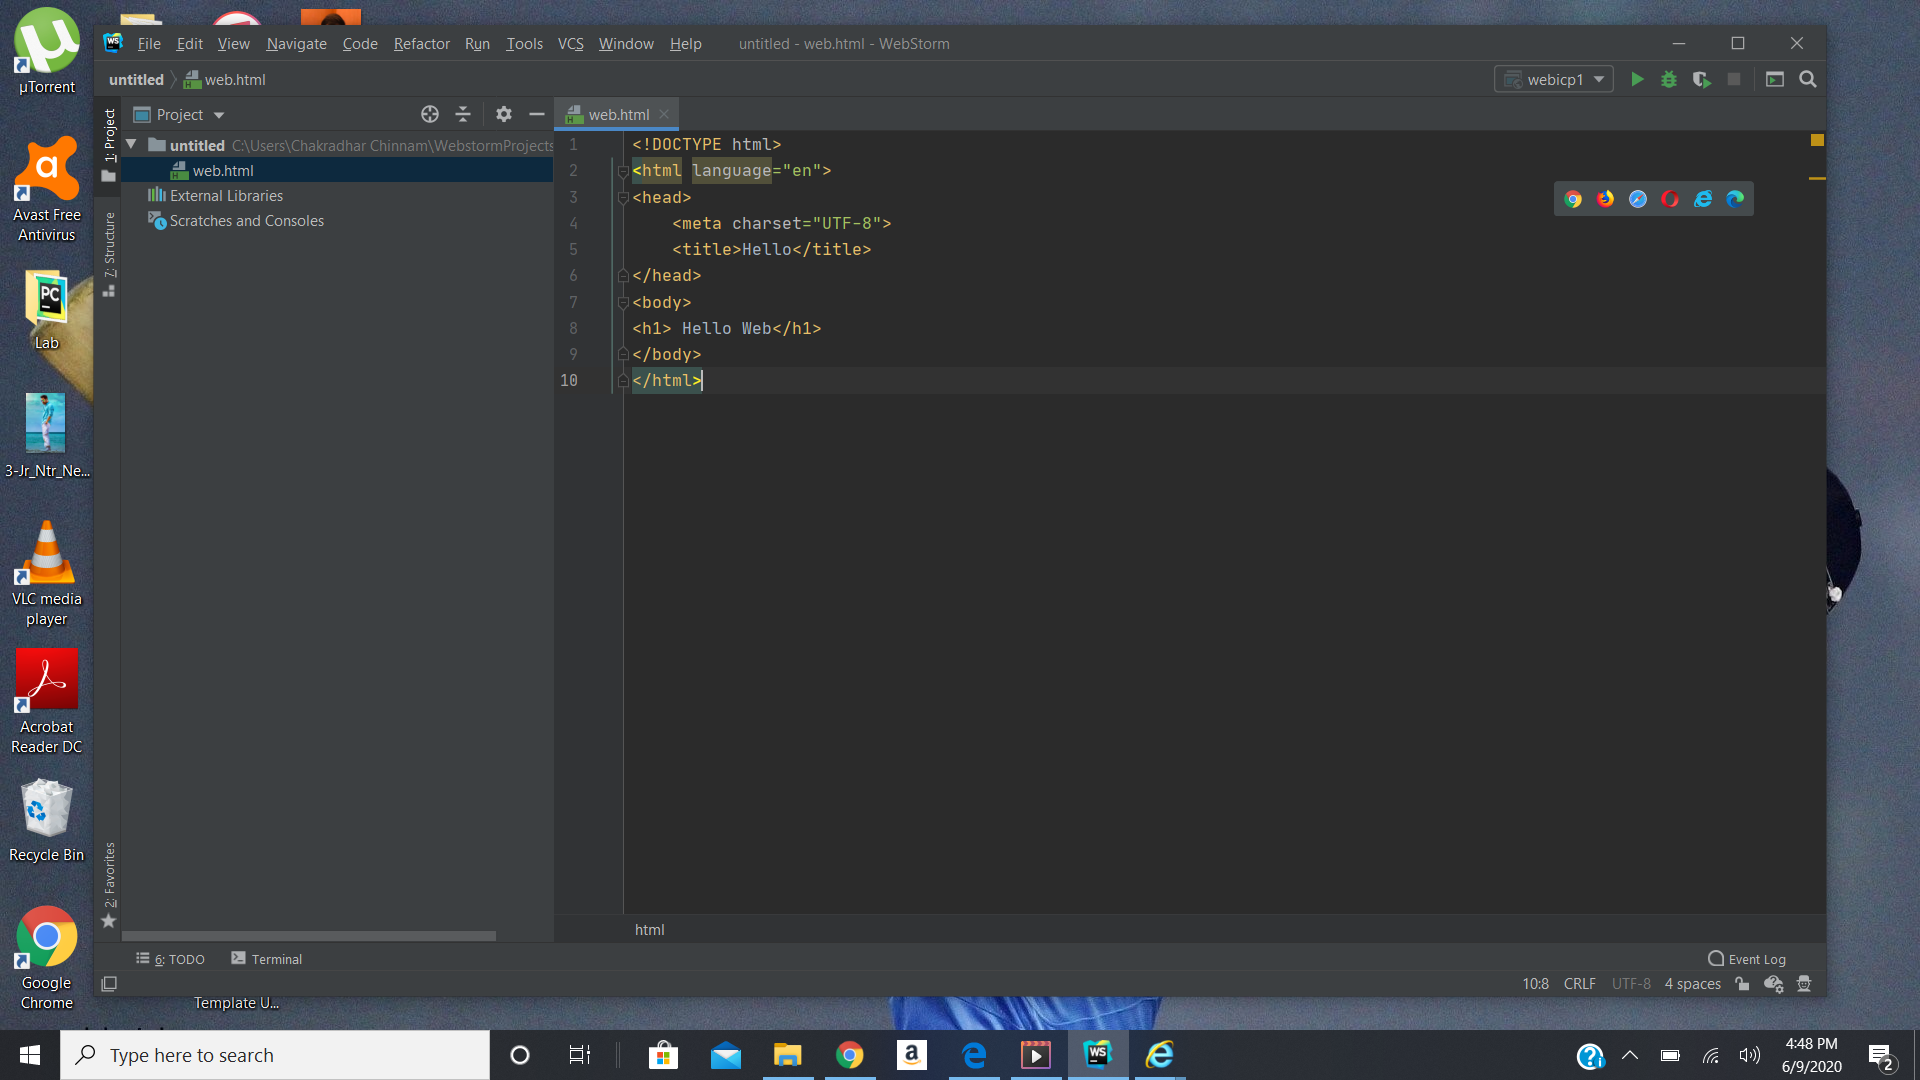 µTorrent
Avast Free
Antivirus
PC
Lab
3-Jr_Ntr_Ne...
VLC media
player
Acrobat
Reader DC
Recycle Bin
Google
Chrome
Template U...
WS
File Edit View Navigate Code Refactor Run Tools VCS Window Help untitled - web.html - WebStorm
untitled web.html
webicp1
1: Project
7: Structure
2: Favorites
Project
untitled C:\Users\Chakradhar Chinnam\WebstormProjects
web.html
External Libraries
Scratches and Consoles
web.html
1 <!DOCTYPE html>
2 <html language="en">
3 <head>
4 <meta charset="UTF-8">
5 <title>Hello</title>
6 </head>
7 <body>
8 <h1> Hello Web</h1>
9 </body>
10 </html>
html
6: TODO Terminal
Event Log
10:8 CRLF UTF-8 4 spaces
Type here to search
a
WS
4:48 PM
6/9/2020
2